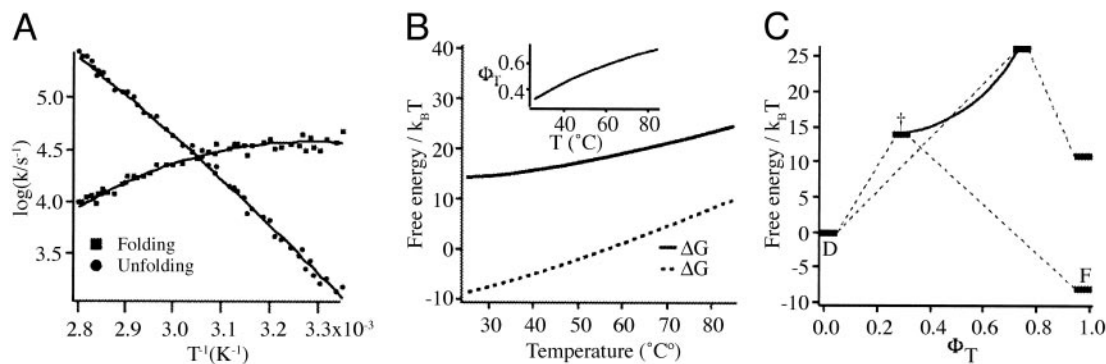 A
log(k/s⁻¹)
5.0
4.5
4.0
3.5
Folding
Unfolding
2.8
2.9
3.0
3.1
3.2
3.3x10⁻³
T⁻¹(K⁻¹)
B
Free energy / k_BT
40
30
20
10
0
-10
Φ_T
0.6
0.4
40
60
80
T (˚C)
ΔG
ΔG
30
40
50
60
70
80
Temperature (˚C°)
C
Free energy / k_BT
25
20
15
10
5
0
-5
-10
†
D
F
0.0
0.2
0.4
0.6
0.8
1.0
Φ_T